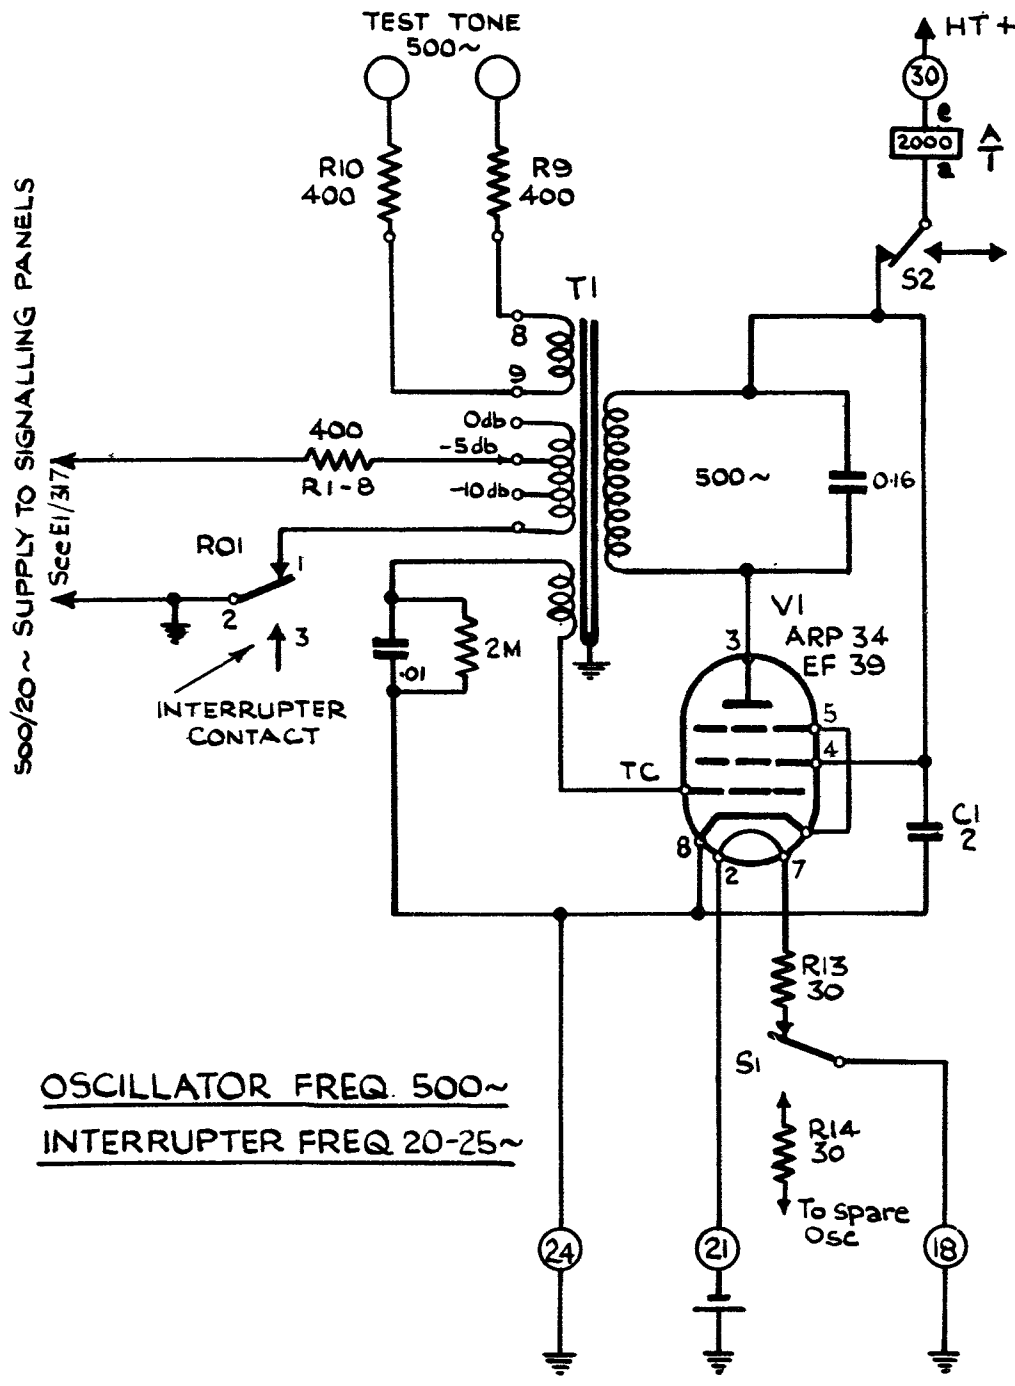 TEST TONE
500~
HT +
30
e
2000
A
1
a
S2
R10
400
R9
400
T1
8
9
0db
-5db
-10db
400
R1-8
500/20~ SUPPLY TO SIGNALLING PANELS
See E1/317
RO1
1
2
3
INTERRUPTER
CONTACT
.01
2M
500~
0.16
V1
ARP 34
EF 39
3
5
4
TC
8
2
7
C1
2
R13
30
S1
R14
30
To spare
Osc
OSCILLATOR FREQ. 500~
INTERRUPTER FREQ. 20-25~
24
21
18